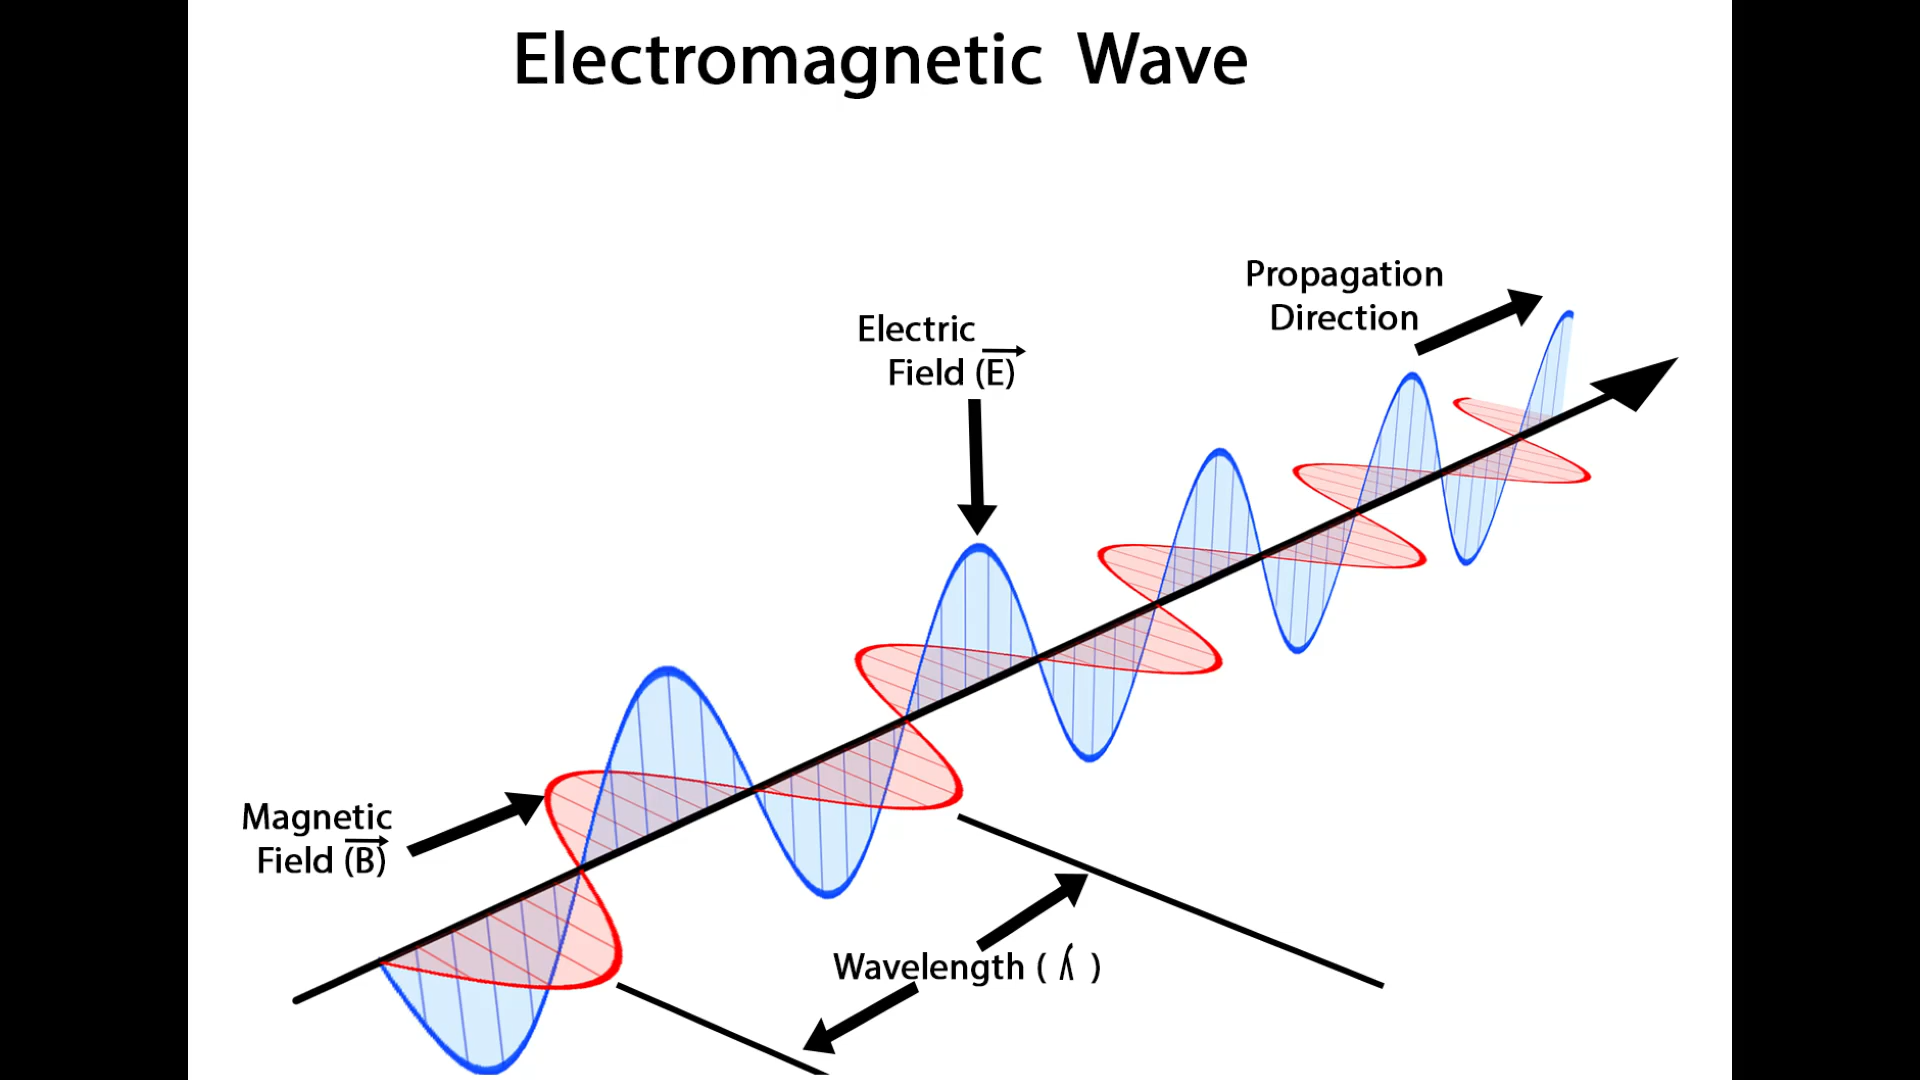 Electromagnetic Wave
Propagation
Direction
Electric
Field (E)
Magnetic
Field (B)
Wavelength ( λ )